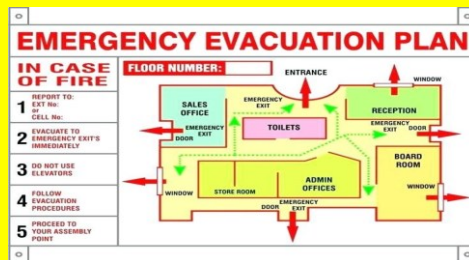 EMERGENCY EVACUATION PLAN
IN CASE
OF FIRE
1 REPORT TO:
EXT No:
or
CELL No:
2 EVACUATE TO
EMERGENCY EXIT'S
IMMEDIATELY
3 DO NOT USE
ELEVATORS
4 FOLLOW
EVACUATION
PROCEDURES
5 PROCEED TO
YOUR ASSEMBLY
POINT
FLOOR NUMBER:
ENTRANCE
WINDOW
SALES
OFFICE
EMERGENCY
EXIT
EMERGENCY
EXIT
RECEPTION
EMERGENCY
EXIT
DOOR
TOILETS
EMERGENCY
EXIT
DOOR
BOARD
ROOM
WINDOW
STORE ROOM
ADMIN
OFFICES
WINDOW
DOOR
EMERGENCY
EXIT